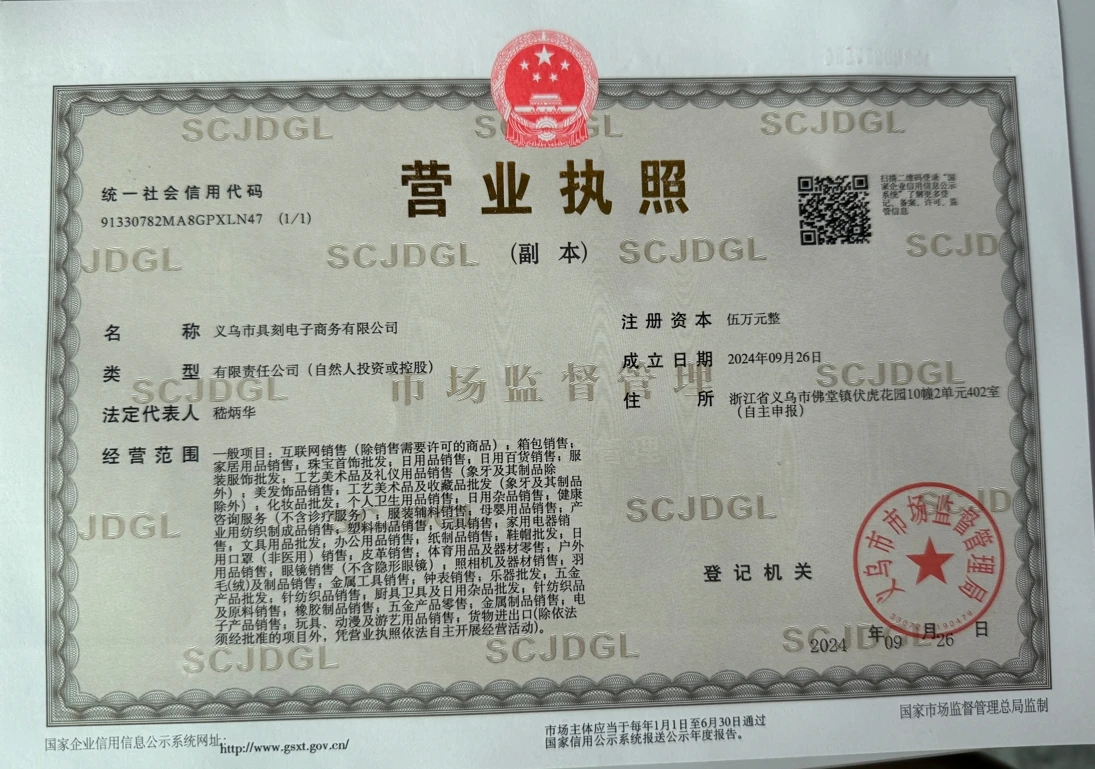 营业执照
(副 本)
统一社会信用代码
91330782MA8GPXLN47 (1/1)
扫描二维码登录“国
家企业信用信息公示
系统”了解更多登
记、备案、许可、监
管信息
名 称 义乌市具刻电子商务有限公司
类 型 有限责任公司（自然人投资或控股）
法定代表人 嵇炳华
经营范围 一般项目：互联网销售（除销售需要许可的商品）；箱包销售；
家居用品销售；珠宝首饰批发；日用品销售；日用百货销售；服
装服饰批发；工艺美术品及礼仪用品销售（象牙及其制品除
外）；美发饰品销售；工艺美术品及收藏品批发（象牙及其制品
除外）；化妆品批发；个人卫生用品销售；日用杂品销售；健康
咨询服务（不含诊疗服务）；服装辅料销售；母婴用品销售；产
业用纺织制成品销售；塑料制品销售；玩具销售；家用电器销
售；文具用品批发；办公用品销售；纸制品销售；鞋帽批发；日
用口罩（非医用）销售；皮革销售；体育用品及器材零售；户外
用品销售；眼镜销售（不含隐形眼镜）；照相机及器材销售；羽
毛(绒)及制品销售；金属工具销售；钟表销售；乐器批发；五金
产品批发；针纺织品销售；厨具卫具及日用杂品批发；针纺织品
及原料销售；橡胶制品销售；五金产品零售；金属制品销售；电
子产品销售；玩具、动漫及游艺用品销售；货物进出口(除依法
须经批准的项目外，凭营业执照依法自主开展经营活动)。
注册资本 伍万元整
成立日期 2024年09月26日
住 所 浙江省义乌市佛堂镇伏虎花园10幢2单元402室
（自主申报）
登记机关
义乌市市场监督管理局
2024 年 09 月 26 日
SCJDGL
市场监督管理
国家企业信用信息公示系统网址：http://www.gsxt.gov.cn/
市场主体应当于每年1月1日至6月30日通过
国家信用公示系统报送公示年度报告。
国家市场监督管理总局监制